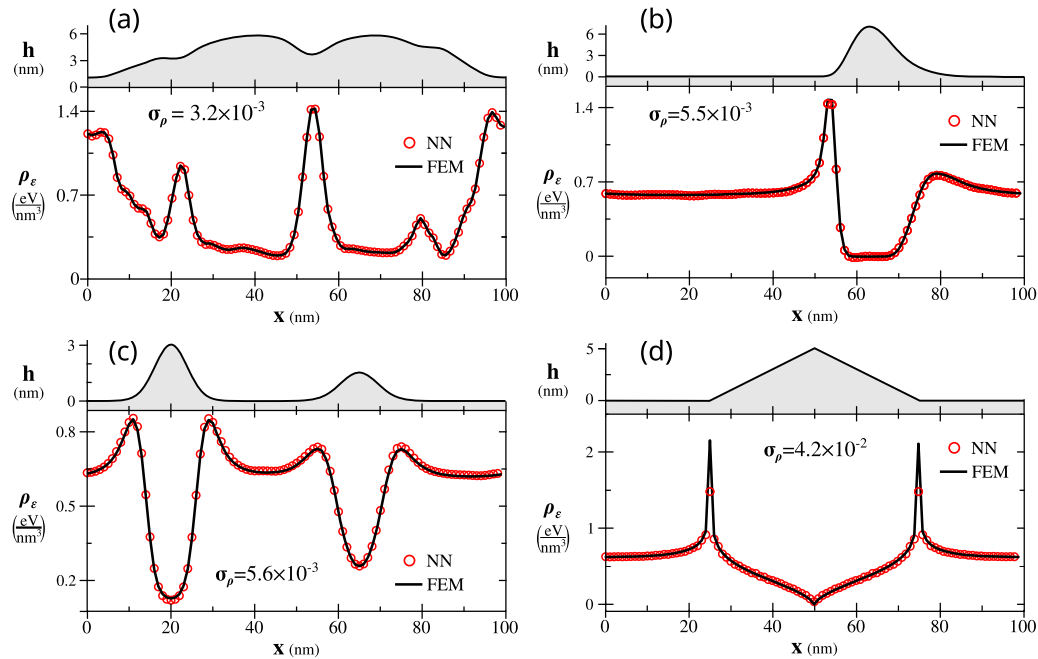 (a)
h
(nm)
6
3
0
σρ = 3.2×10⁻³
NN
FEM
ρε
(eV/nm³)
1.4
0.7
0
0 20 40 60 80 100
x (nm)
(b)
h
(nm)
6
3
0
σρ=5.5×10⁻³
NN
FEM
ρε
(eV/nm³)
1.4
0.7
0
0 20 40 60 80 100
x (nm)
(c)
h
(nm)
3
0
NN
FEM
σρ=5.6×10⁻³
ρε
(eV/nm³)
0.8
0.5
0.2
0 20 40 60 80 100
x (nm)
(d)
h
(nm)
5
0
σρ=4.2×10⁻²
NN
FEM
ρε
(eV/nm³)
2
1
0
0 20 40 60 80 100
x (nm)